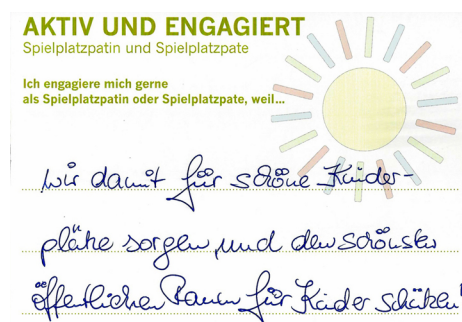 AKTIV UND ENGAGIERT
Spielplatzpatin und Spielplatzpate
Ich engagiere mich gerne
als Spielplatzpatin oder Spielplatzpate, weil...
wir damit für schöne Kinder-
plätze sorgen, und den schönsten
öffentlichen Raum für Kinder schützen